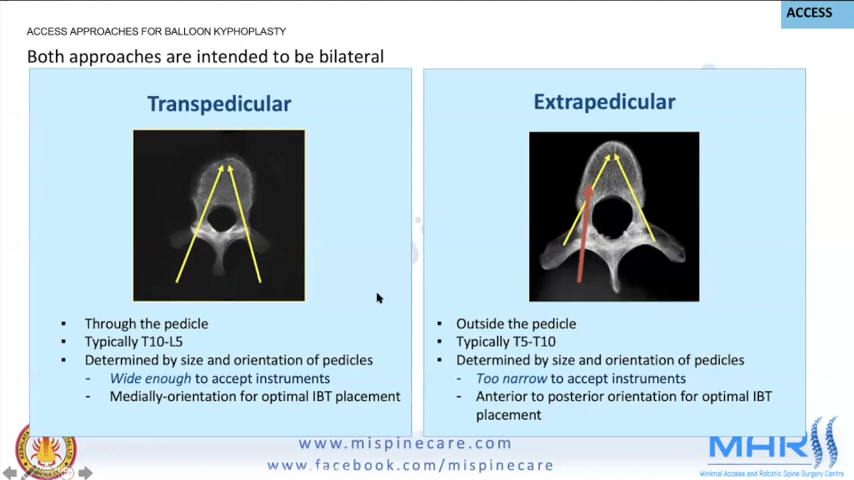 ACCESS
ACCESS APPROACHES FOR BALLOON KYPHOPLASTY
Both approaches are intended to be bilateral
Transpedicular
▪ Through the pedicle
▪ Typically T10-L5
▪ Determined by size and orientation of pedicles
- Wide enough to accept instruments
- Medially-orientation for optimal IBT placement
Extrapedicular
▪ Outside the pedicle
▪ Typically T5-T10
▪ Determined by size and orientation of pedicles
- Too narrow to accept instruments
- Anterior to posterior orientation for optimal IBT
placement
www.mispinecare.com
www.facebook.com/mispinecare
MHR
Minimal Access and Robotic Spine Surgery Centre